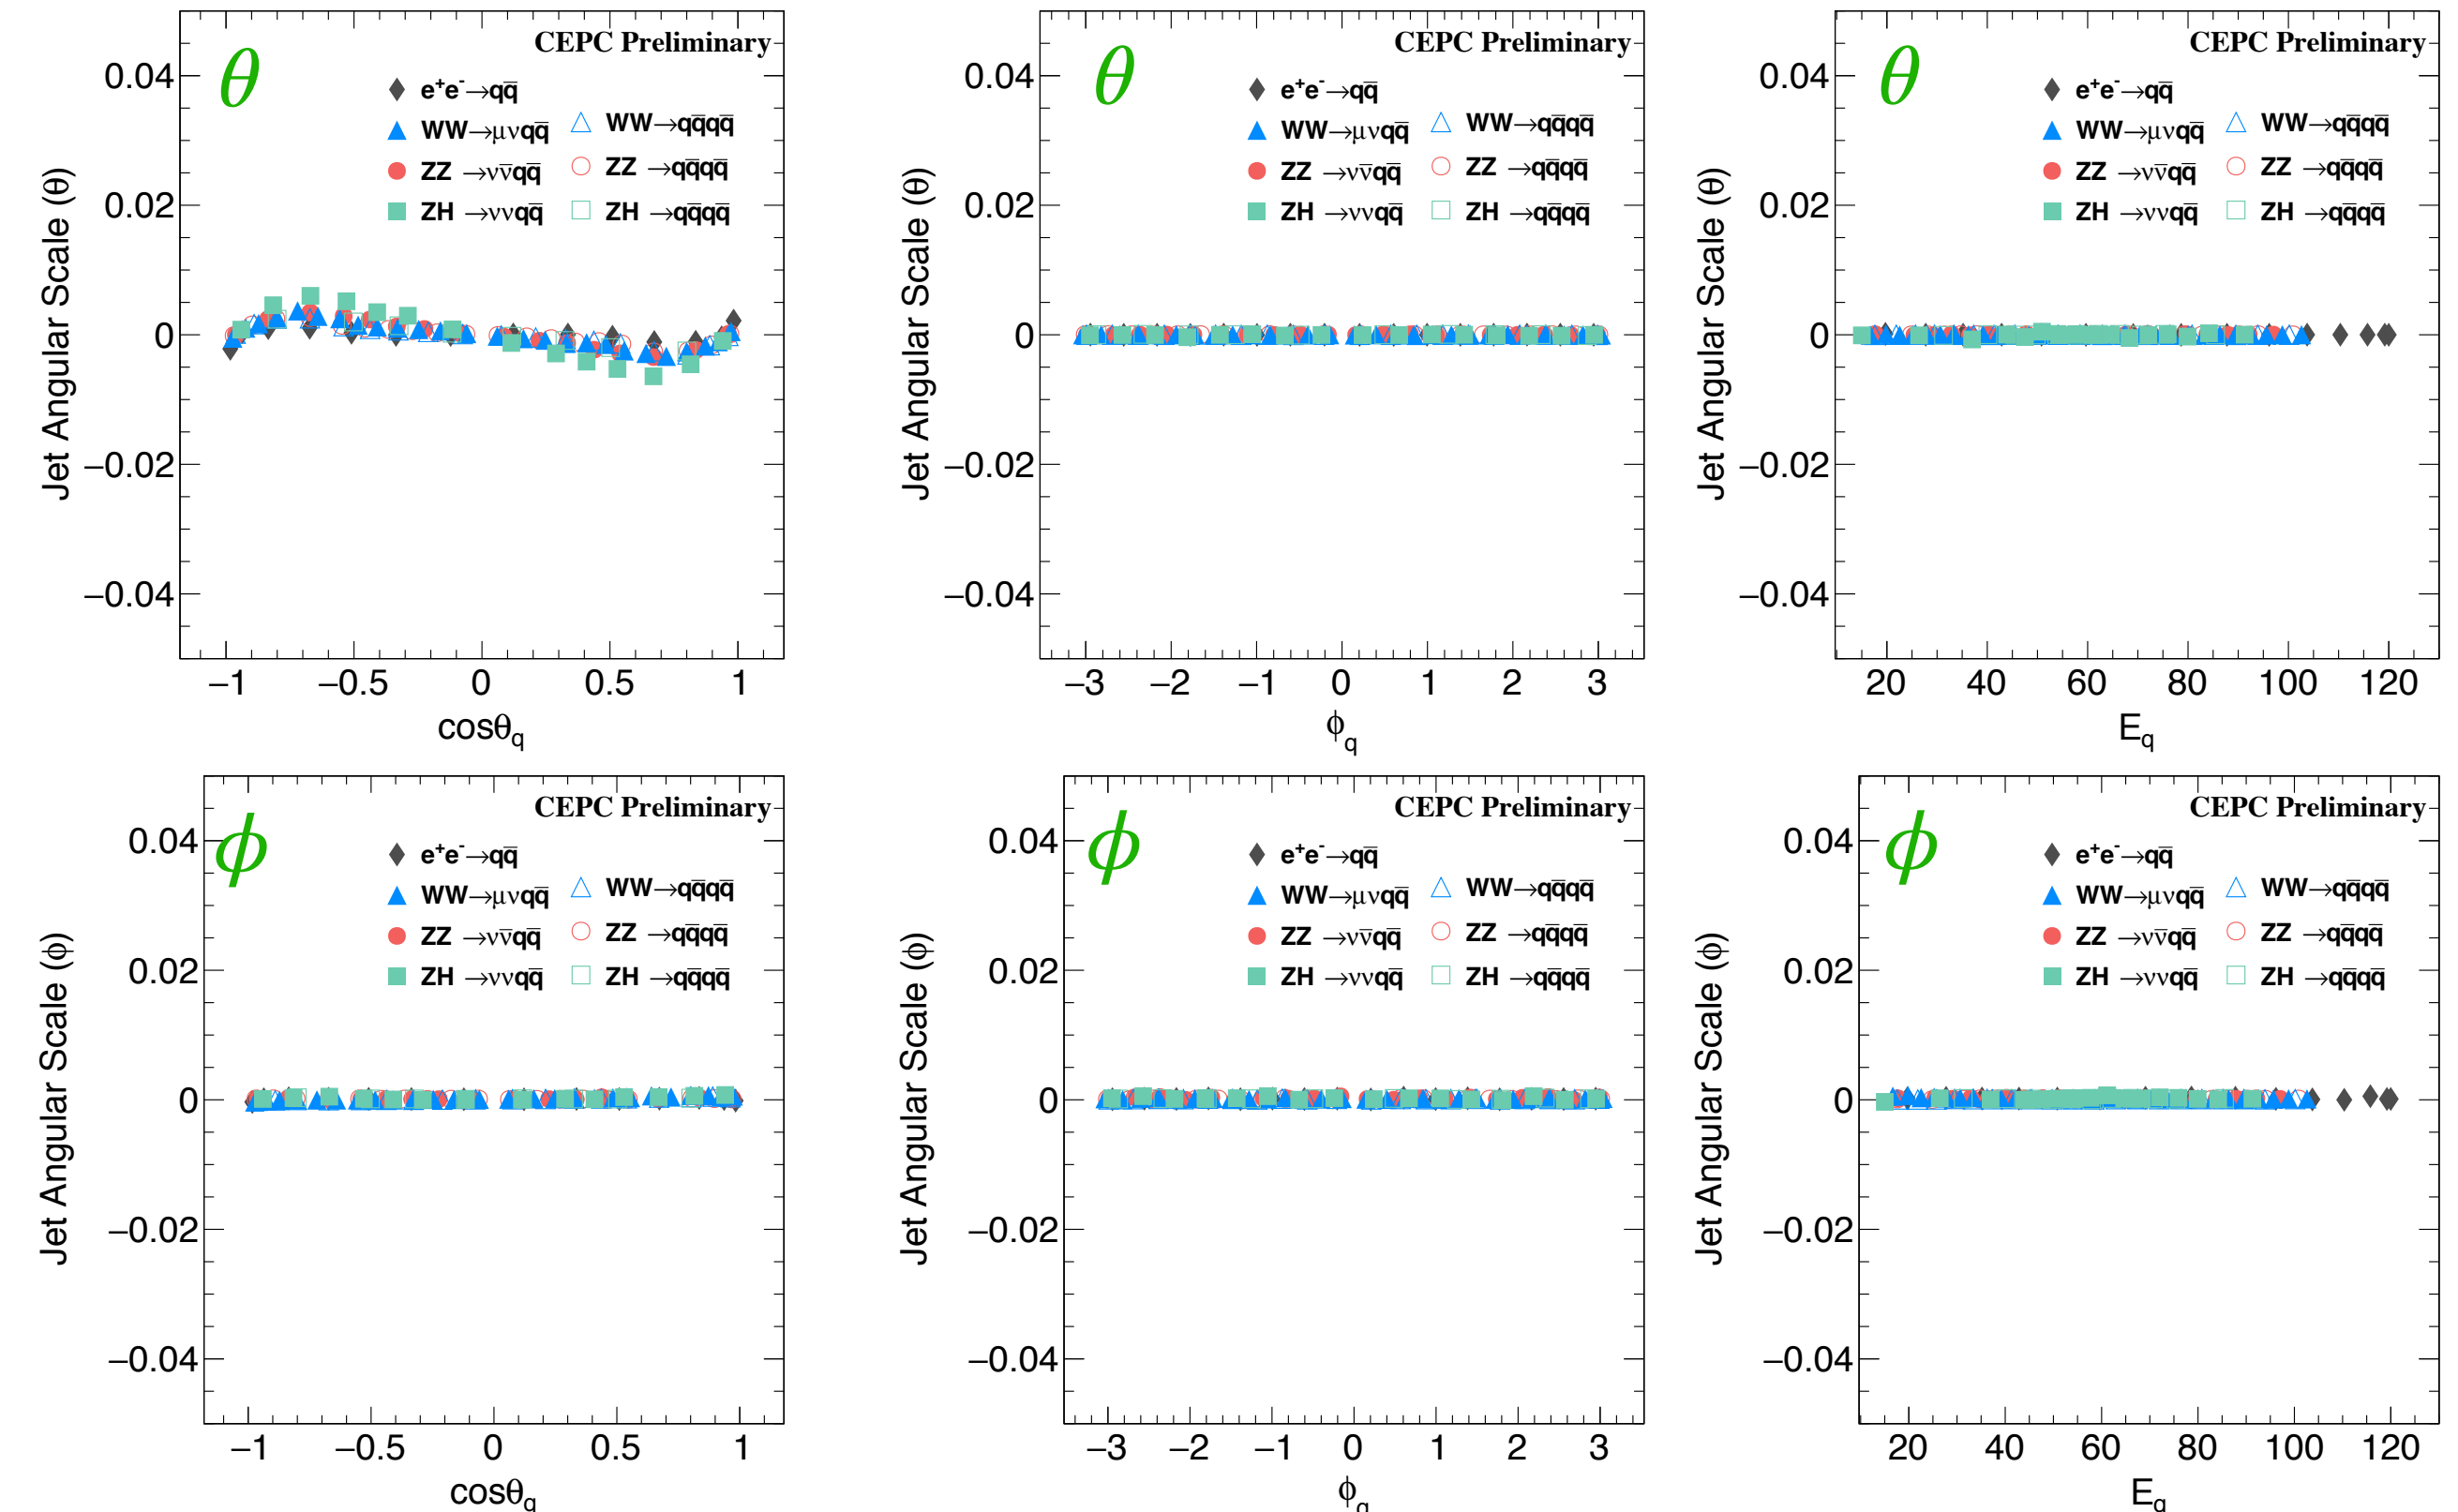 θ
CEPC Preliminary
e⁺e⁻→qq̅
WW→μνqq̅ WW→qq̅qq̅
ZZ →νν̅qq̅ ZZ →qq̅qq̅
ZH →ννqq̅ ZH →qq̅qq̅
Jet Angular Scale (θ)
0.04
0.02
0
−0.02
−0.04
−1 −0.5 0 0.5 1
cosθq
θ
CEPC Preliminary
e⁺e⁻→qq̅
WW→μνqq̅ WW→qq̅qq̅
ZZ →νν̅qq̅ ZZ →qq̅qq̅
ZH →ννqq̅ ZH →qq̅qq̅
Jet Angular Scale (θ)
0.04
0.02
0
−0.02
−0.04
−3 −2 −1 0 1 2 3
ϕq
θ
CEPC Preliminary
e⁺e⁻→qq̅
WW→μνqq̅ WW→qq̅qq̅
ZZ →νν̅qq̅ ZZ →qq̅qq̅
ZH →ννqq̅ ZH →qq̅qq̅
Jet Angular Scale (θ)
0.04
0.02
0
−0.02
−0.04
20 40 60 80 100 120
Eq
ϕ
CEPC Preliminary
e⁺e⁻→qq̅
WW→μνqq̅ WW→qq̅qq̅
ZZ →νν̅qq̅ ZZ →qq̅qq̅
ZH →ννqq̅ ZH →qq̅qq̅
Jet Angular Scale (ϕ)
0.04
0.02
0
−0.02
−0.04
−1 −0.5 0 0.5 1
cosθq
ϕ
CEPC Preliminary
e⁺e⁻→qq̅
WW→μνqq̅ WW→qq̅qq̅
ZZ →νν̅qq̅ ZZ →qq̅qq̅
ZH →ννqq̅ ZH →qq̅qq̅
Jet Angular Scale (ϕ)
0.04
0.02
0
−0.02
−0.04
−3 −2 −1 0 1 2 3
ϕq
ϕ
CEPC Preliminary
e⁺e⁻→qq̅
WW→μνqq̅ WW→qq̅qq̅
ZZ →νν̅qq̅ ZZ →qq̅qq̅
ZH →ννqq̅ ZH →qq̅qq̅
Jet Angular Scale (ϕ)
0.04
0.02
0
−0.02
−0.04
20 40 60 80 100 120
Eq